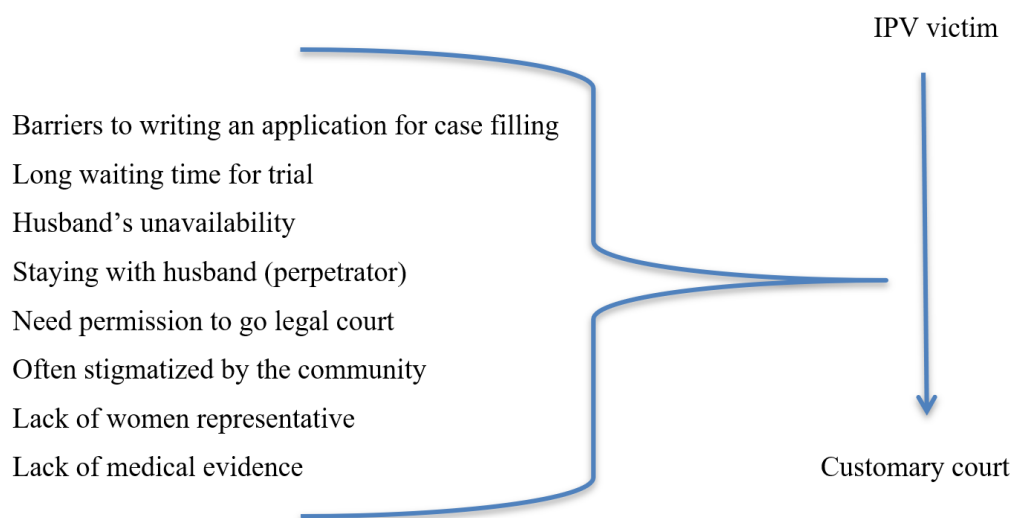 IPV victim
Barriers to writing an application for case filling
Long waiting time for trial
Husband’s unavailability
Staying with husband (perpetrator)
Need permission to go legal court
Often stigmatized by the community
Lack of women representative
Lack of medical evidence
Customary court